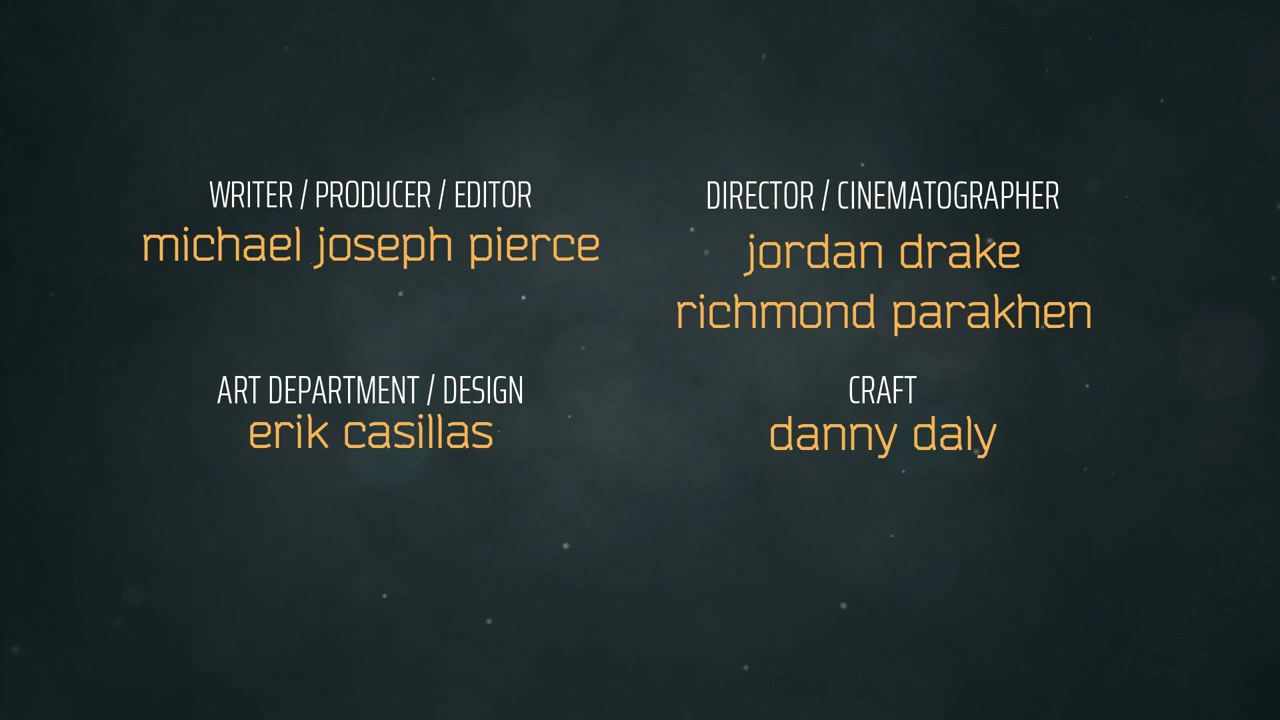 WRITER / PRODUCER / EDITOR
michael joseph pierce
DIRECTOR / CINEMATOGRAPHER
jordan drake
richmond parakhen
ART DEPARTMENT / DESIGN
erik casillas
CRAFT
danny daly